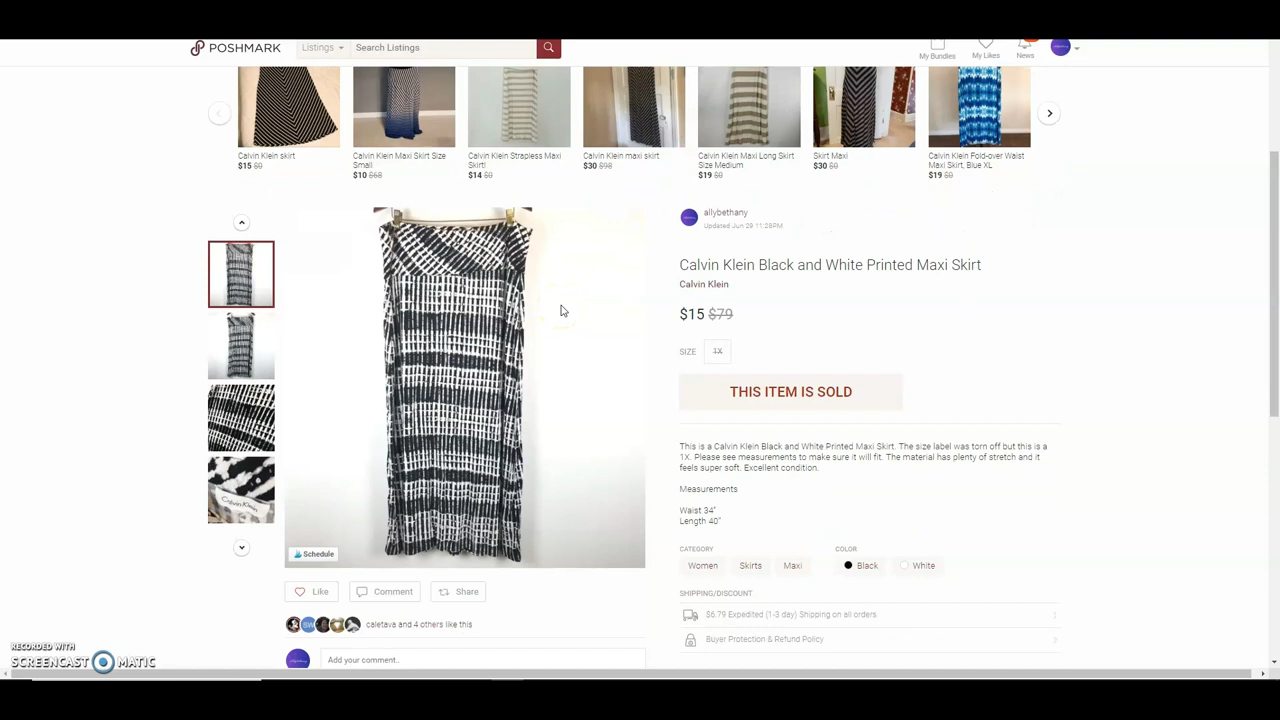 POSHMARK
Listings
Search Listings
My Bundles
My Likes
News
Calvin Klein skirt
$15 $0
Calvin Klein Maxi Skirt Size
Small
$10 $68
Calvin Klein Strapless Maxi
Skirt!
$14 $0
Calvin Klein maxi skirt.
$30 $98
Calvin Klein Maxi Long Skirt
Size Medium
$19 $0
Skirt Maxi
$30 $0
Calvin Klein Fold-over Waist
Maxi Skirt, Blue XL
$19 $0
allybethany
Updated Jun 29 11:28PM
Calvin Klein Black and White Printed Maxi Skirt
Calvin Klein
$15 $79
SIZE 1X
THIS ITEM IS SOLD
This is a Calvin Klein Black and White Printed Maxi Skirt. The size label was torn off but this is a
1X. Please see measurements to make sure it will fit. The material has plenty of stretch and it
feels super soft. Excellent condition.
Measurements
Waist 34"
Length 40"
CATEGORY
Women Skirts Maxi
COLOR
Black White
SHIPPING/DISCOUNT
$6.79 Expedited (1-3 day) Shipping on all orders
Buyer Protection & Refund Policy
Calvin Klein
Schedule
Like Comment Share
SW
caletava and 4 others like this
Add your comment..
RECORDED WITH
SCREENCAST MATIC